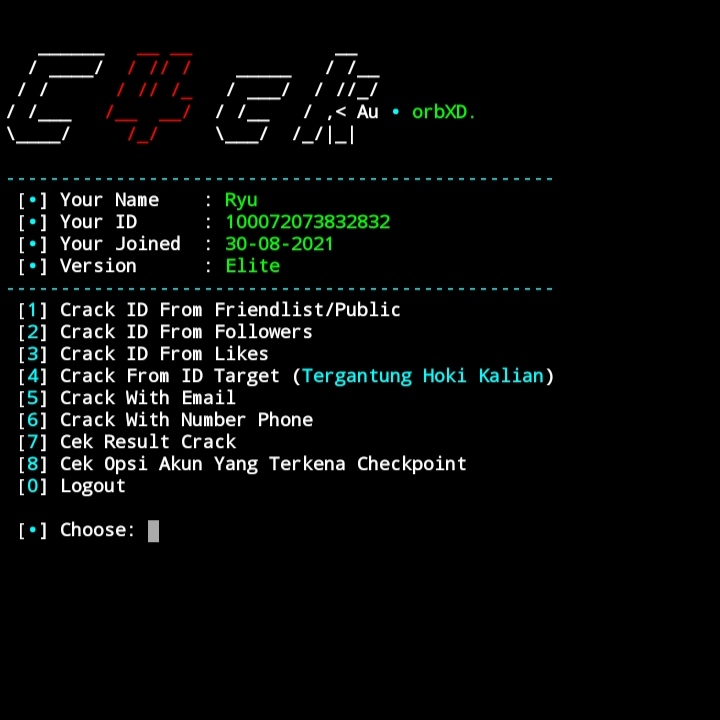 C4ck Au • orbXD.
[•] Your Name : Ryu
[•] Your ID : 100072073832832
[•] Your Joined : 30-08-2021
[•] Version : Elite
[1] Crack ID From Friendlist/Public
[2] Crack ID From Followers
[3] Crack ID From Likes
[4] Crack From ID Target (Tergantung Hoki Kalian)
[5] Crack With Email
[6] Crack With Number Phone
[7] Cek Result Crack
[8] Cek Opsi Akun Yang Terkena Checkpoint
[0] Logout
[•] Choose: